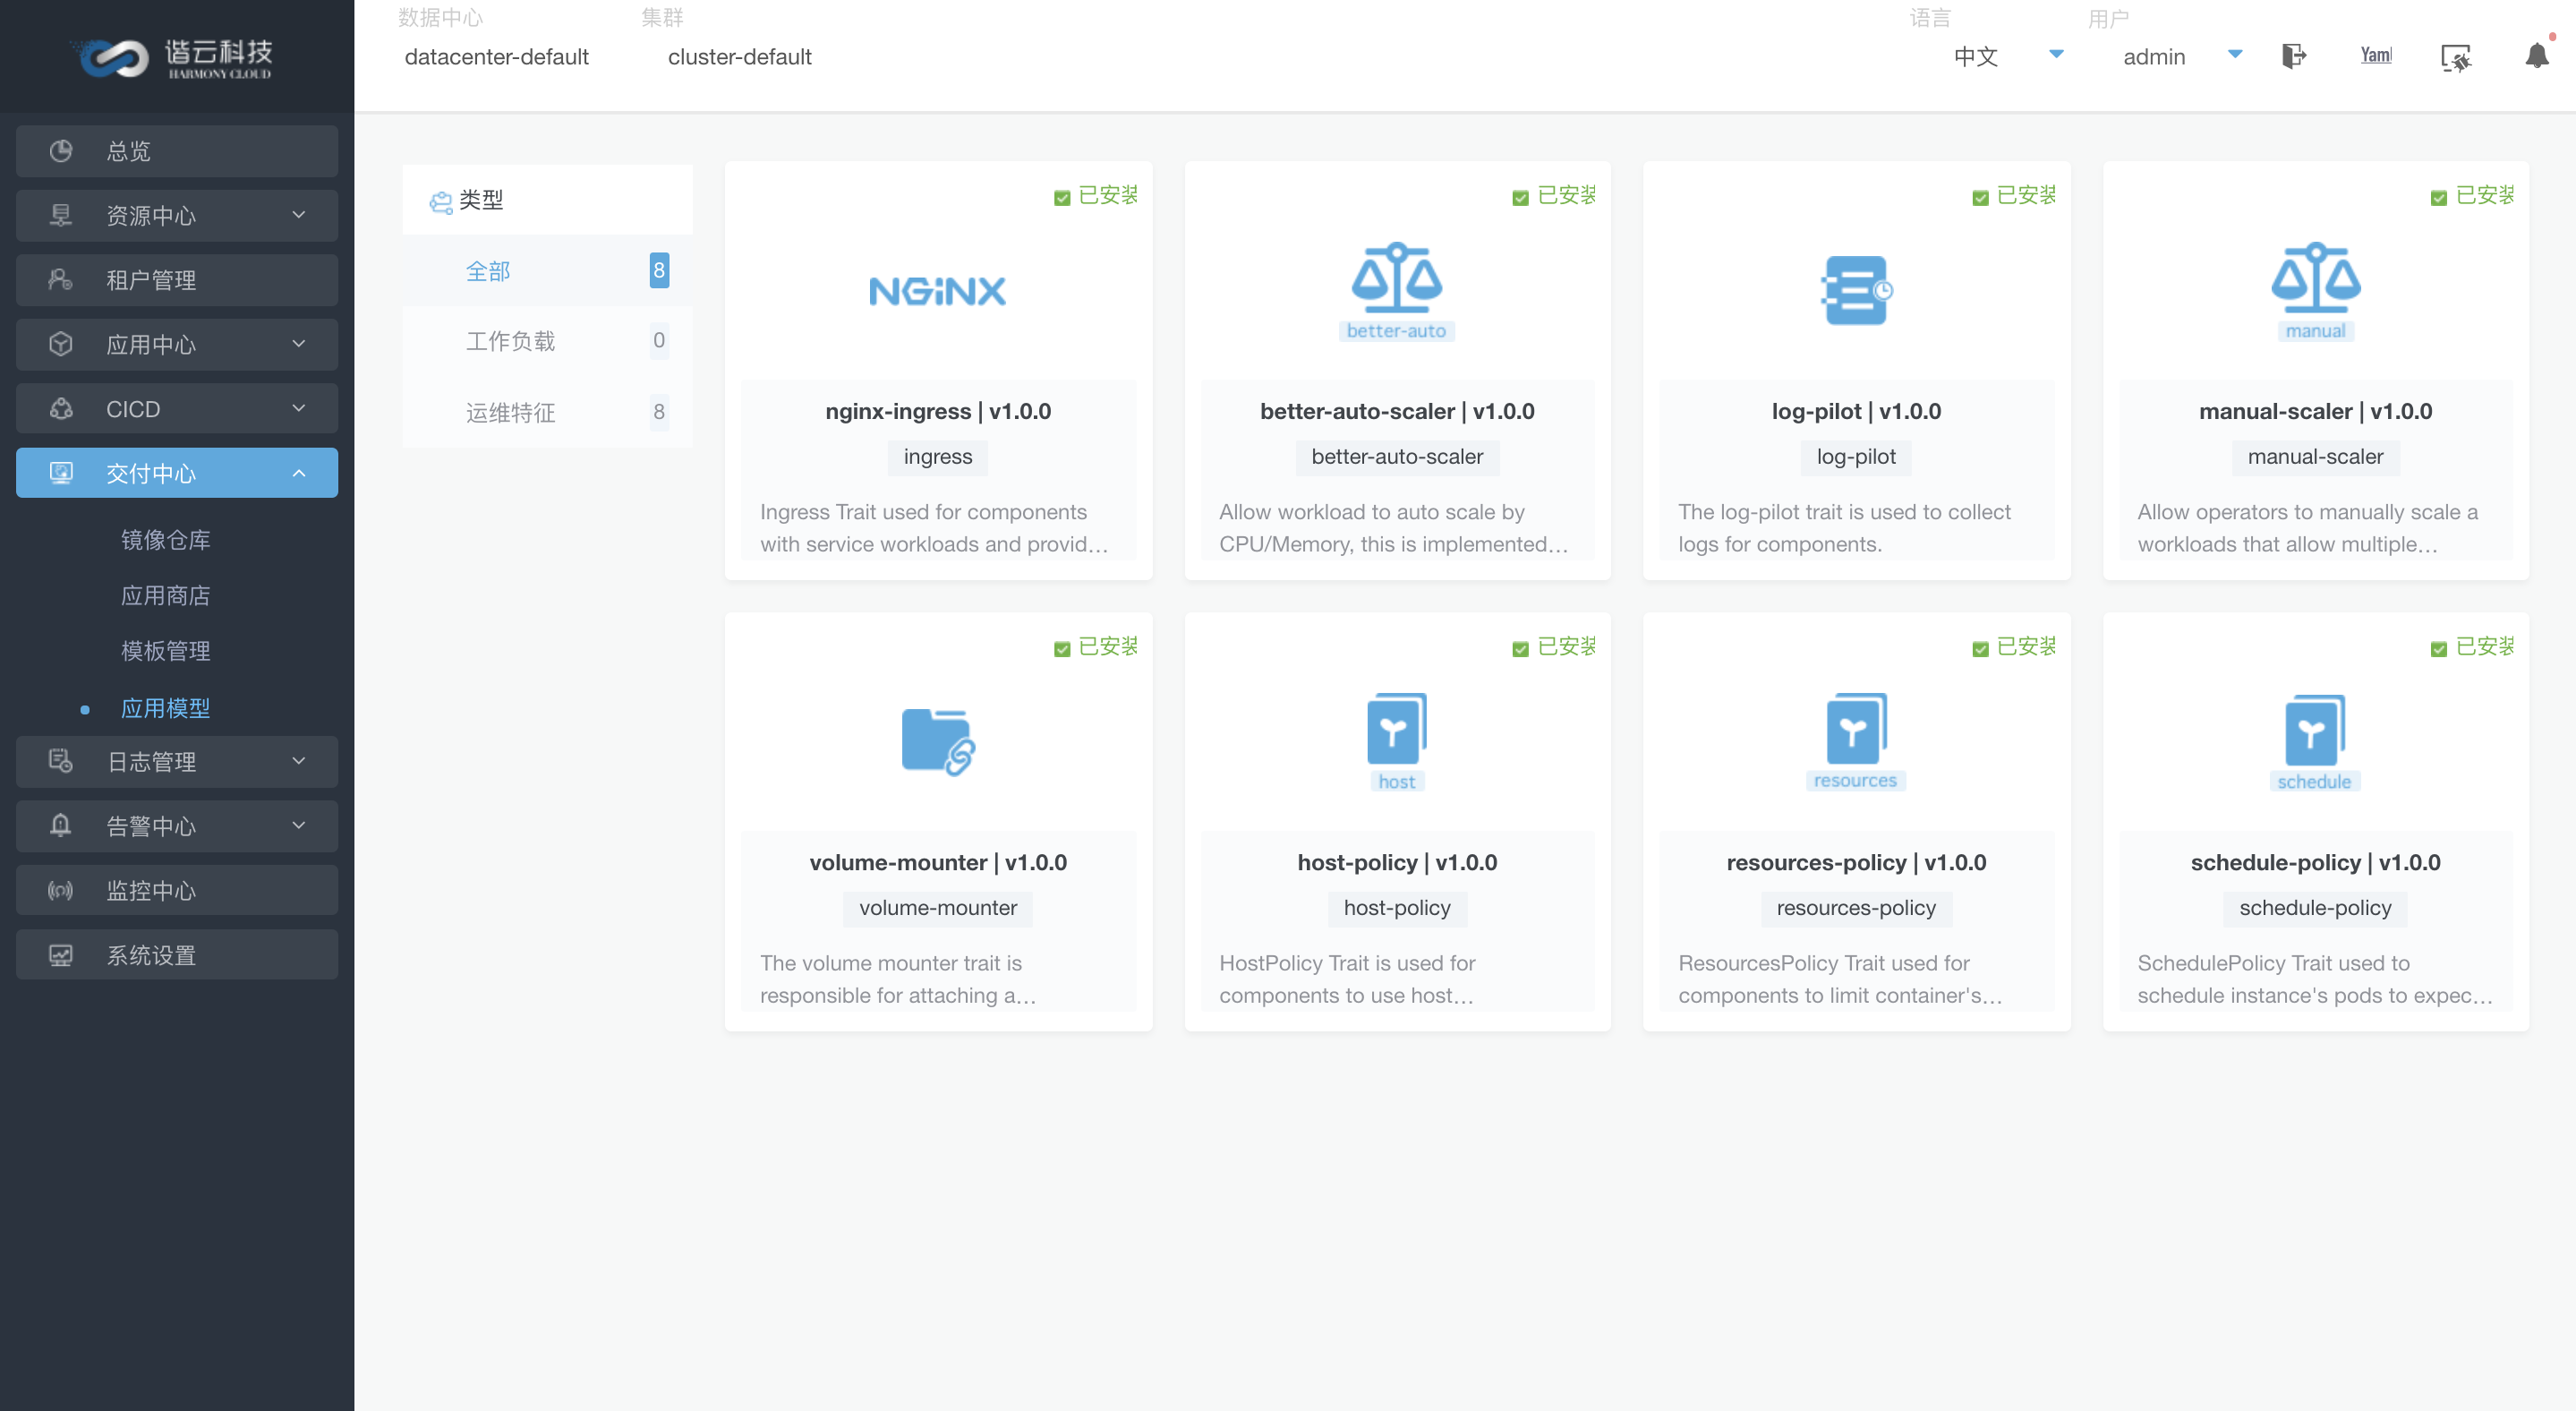 谐云科技
HARMONY CLOUD
数据中心
datacenter-default
集群
cluster-default
语言
中文
用户
admin
Yaml
总览
资源中心
租户管理
应用中心
CICD
交付中心
镜像仓库
应用商店
模板管理
应用模型
日志管理
告警中心
监控中心
系统设置
类型
全部 8
工作负载 0
运维特征 8
已安装
NGINX
nginx-ingress | v1.0.0
ingress
Ingress Trait used for components
with service workloads and provid...
已安装
better-auto
better-auto-scaler | v1.0.0
better-auto-scaler
Allow workload to auto scale by
CPU/Memory, this is implemented...
已安装
log-pilot | v1.0.0
log-pilot
The log-pilot trait is used to collect
logs for components.
已安装
manual
manual-scaler | v1.0.0
manual-scaler
Allow operators to manually scale a
workloads that allow multiple...
已安装
volume-mounter | v1.0.0
volume-mounter
The volume mounter trait is
responsible for attaching a...
已安装
host
host-policy | v1.0.0
host-policy
HostPolicy Trait is used for
components to use host...
已安装
resources
resources-policy | v1.0.0
resources-policy
ResourcesPolicy Trait used for
components to limit container's...
已安装
schedule
schedule-policy | v1.0.0
schedule-policy
SchedulePolicy Trait used to
schedule instance's pods to expec...